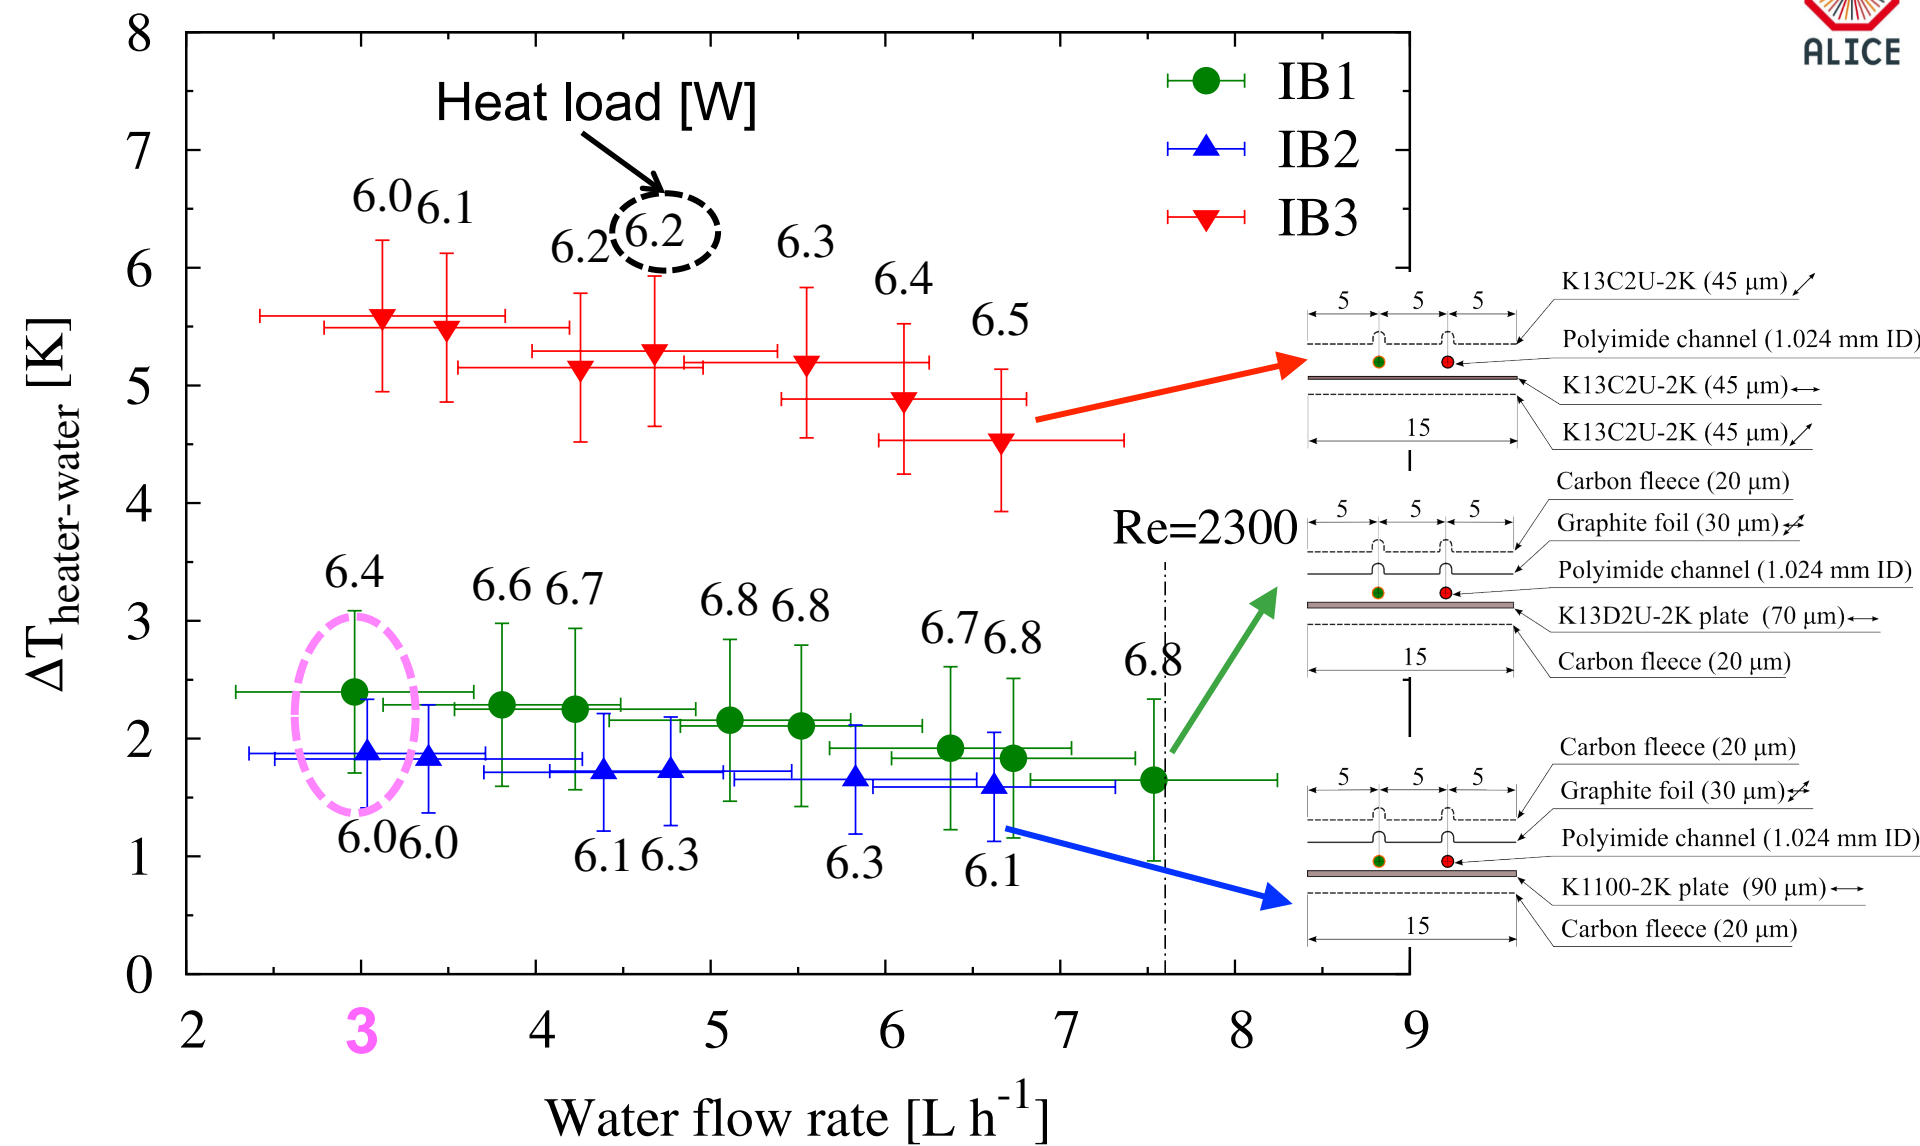 ALICE
8
7
6
5
4
3
2
1
0
ΔT heater-water [K]
Heat load [W]
IB1
IB2
IB3
6.0
6.1
6.2
6.2
6.3
6.4
6.5
Re=2300
6.4
6.6
6.7
6.8
6.8
6.7
6.8
6.8
6.0
6.0
6.1
6.3
6.3
6.1
2
3
4
5
6
7
8
9
Water flow rate [L h⁻¹]
5 5 5
K13C2U-2K (45 μm)
Polyimide channel (1.024 mm ID)
K13C2U-2K (45 μm)
K13C2U-2K (45 μm)
15
5 5 5
Carbon fleece (20 μm)
Graphite foil (30 μm)
Polyimide channel (1.024 mm ID)
K13D2U-2K plate (70 μm)
Carbon fleece (20 μm)
15
5 5 5
Carbon fleece (20 μm)
Graphite foil (30 μm)
Polyimide channel (1.024 mm ID)
K1100-2K plate (90 μm)
Carbon fleece (20 μm)
15